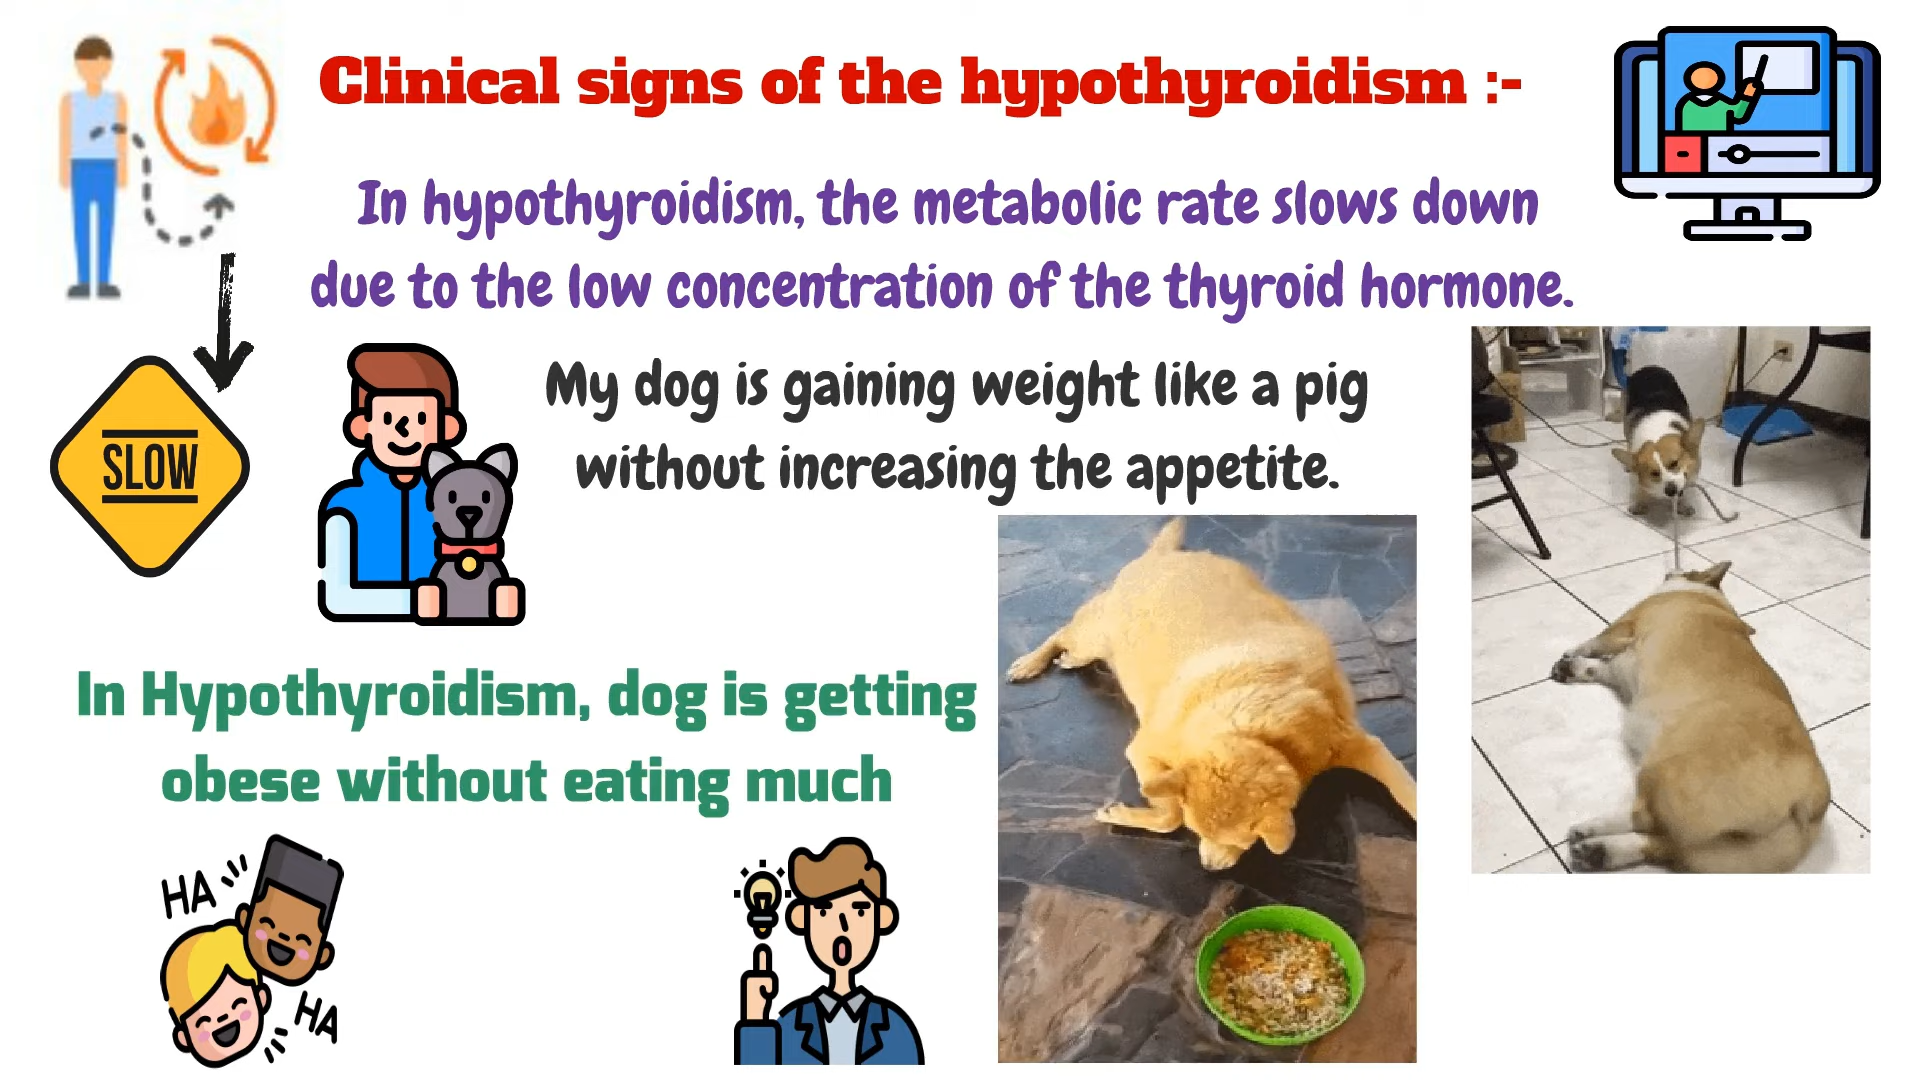 Clinical signs of the hypothyroidism :-
In hypothyroidism, the metabolic rate slows down
due to the low concentration of the thyroid hormone.
SLOW
My dog is gaining weight like a pig
without increasing the appetite.
In Hypothyroidism, dog is getting
obese without eating much
HA
HA